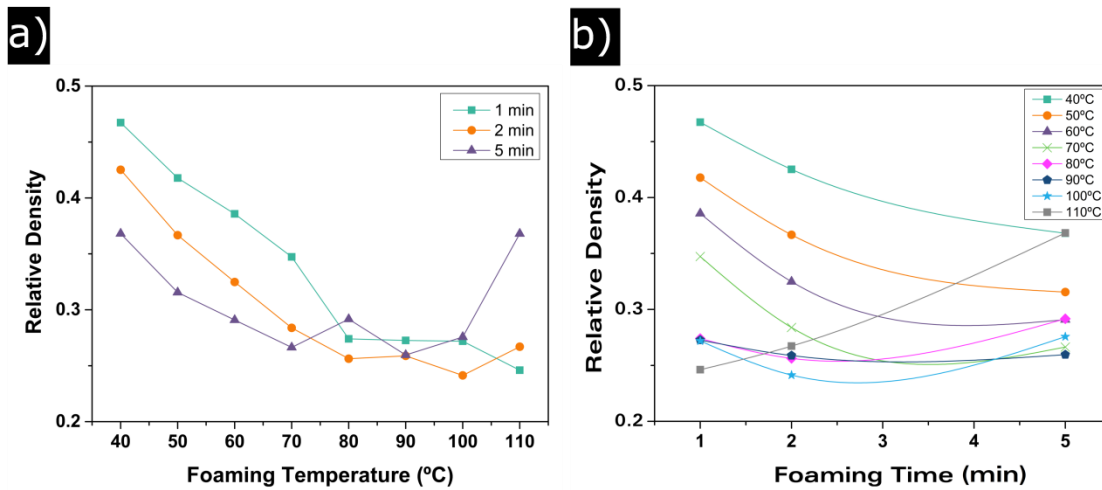 a)
0.5
0.4
0.3
0.2
Relative Density
40 50 60 70 80 90 100 110
Foaming Temperature (ºC)
1 min
2 min
5 min
b)
0.5
0.4
0.3
0.2
Relative Density
1 2 3 4 5
Foaming Time (min)
40ºC
50ºC
60ºC
70ºC
80ºC
90ºC
100ºC
110ºC